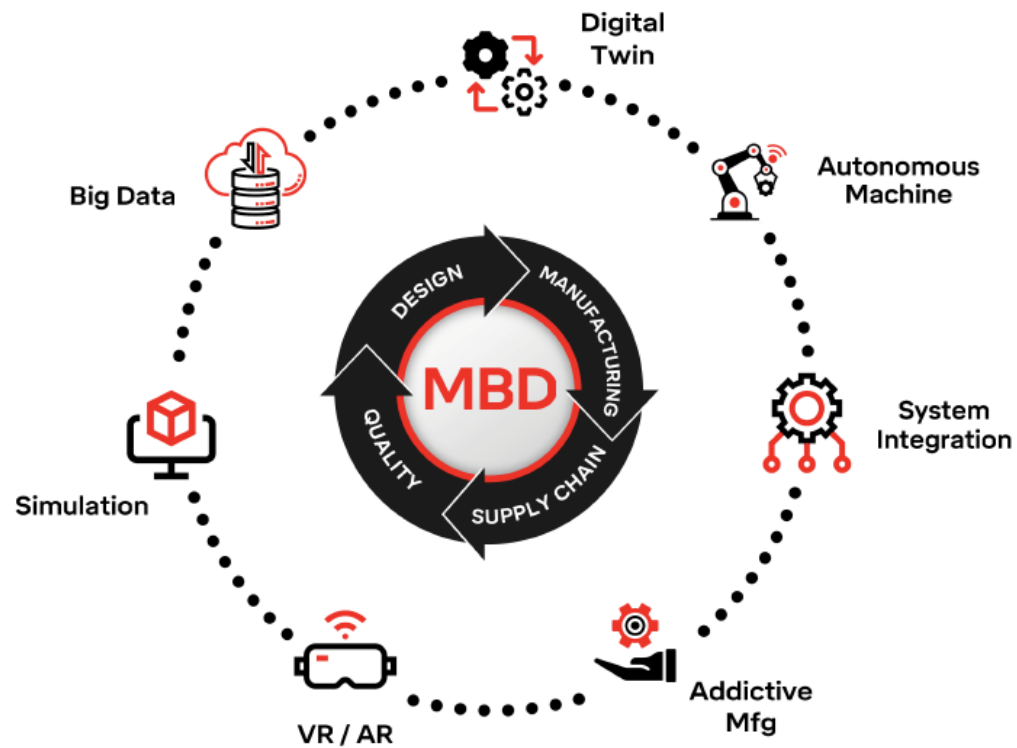 Digital
Twin
Autonomous
Machine
Big Data
DESIGN
MANUFACTURING
MBD
QUALITY
SUPPLY CHAIN
System
Integration
Simulation
Addictive
Mfg
VR / AR